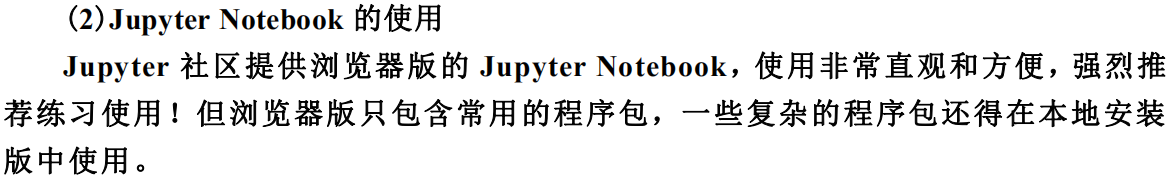 (2)Jupyter Notebook 的使用
Jupyter 社区提供浏览器版的 Jupyter Notebook，使用非常直观和方便，强烈推
荐练习使用！但浏览器版只包含常用的程序包，一些复杂的程序包还得在本地安装
版中使用。